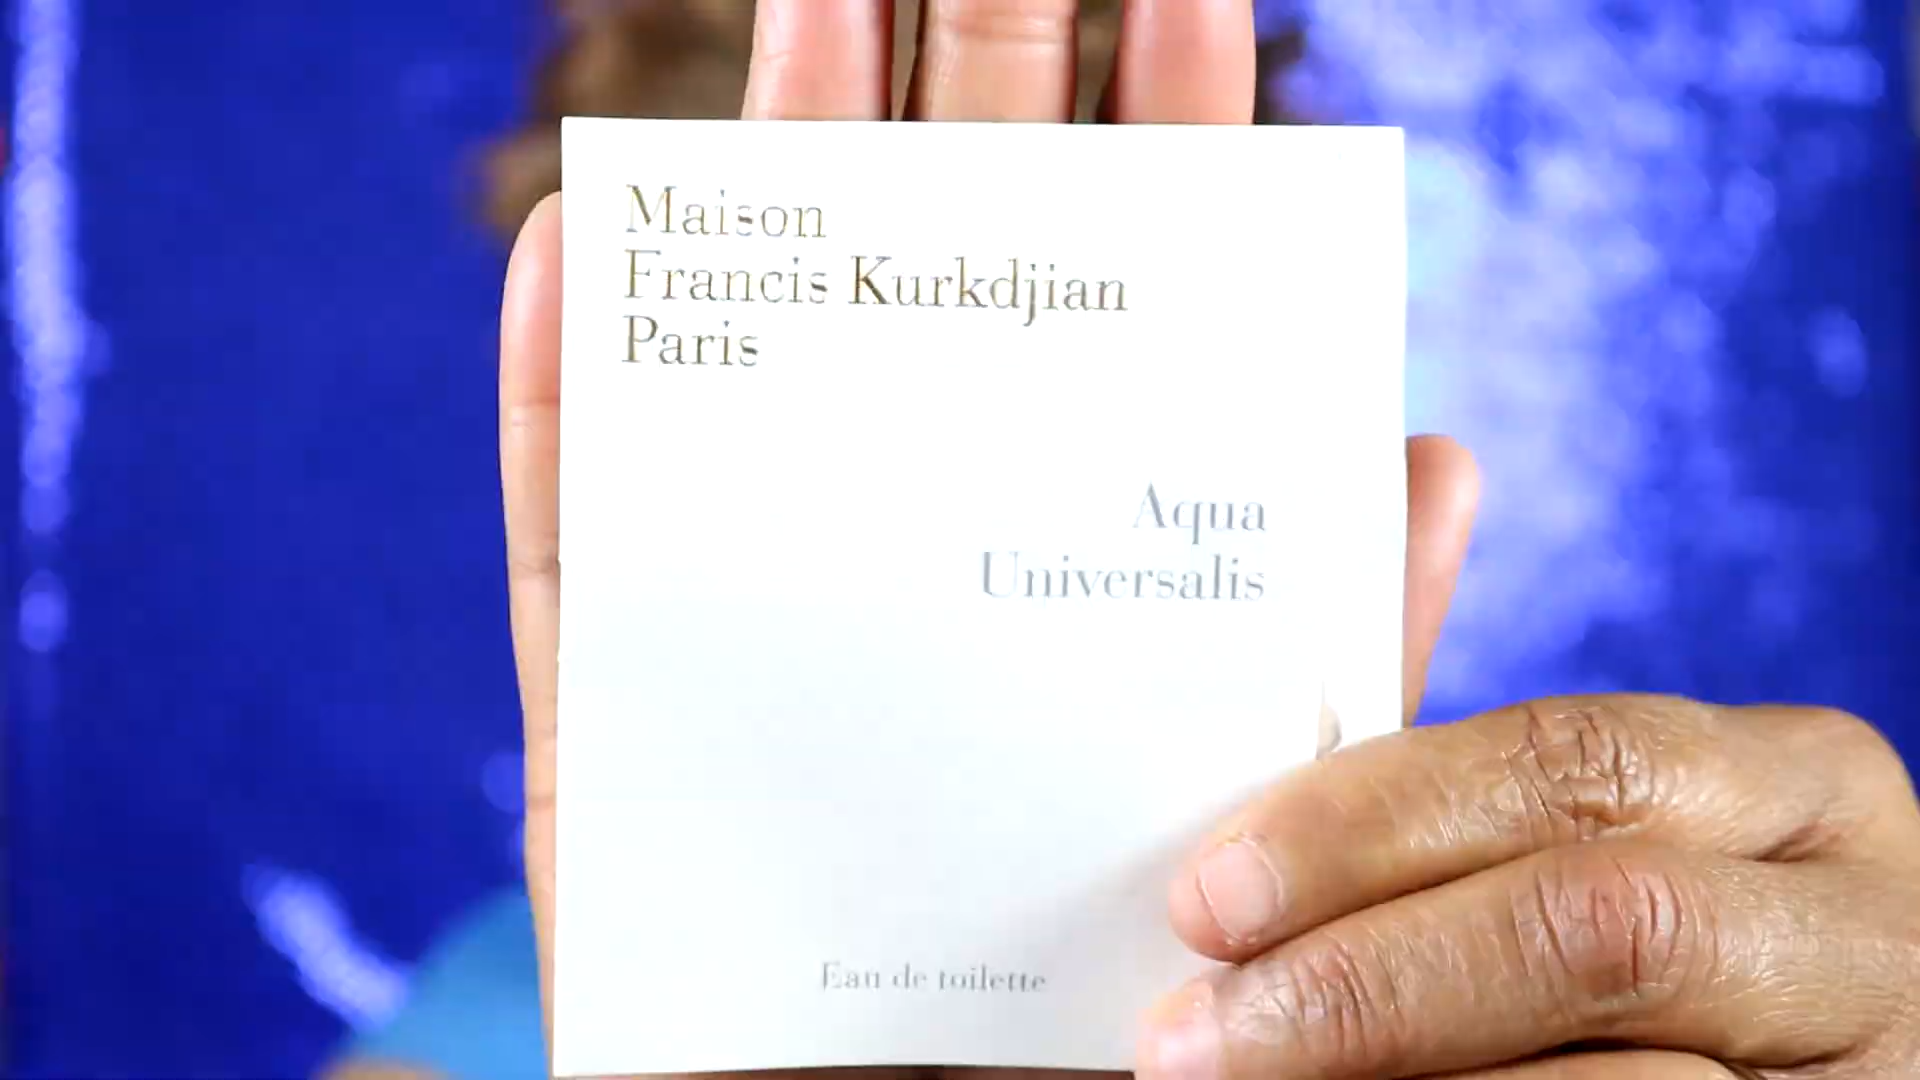 Maison
Francis Kurkdjian
Paris
Aqua
Universalis
Eau de toilette